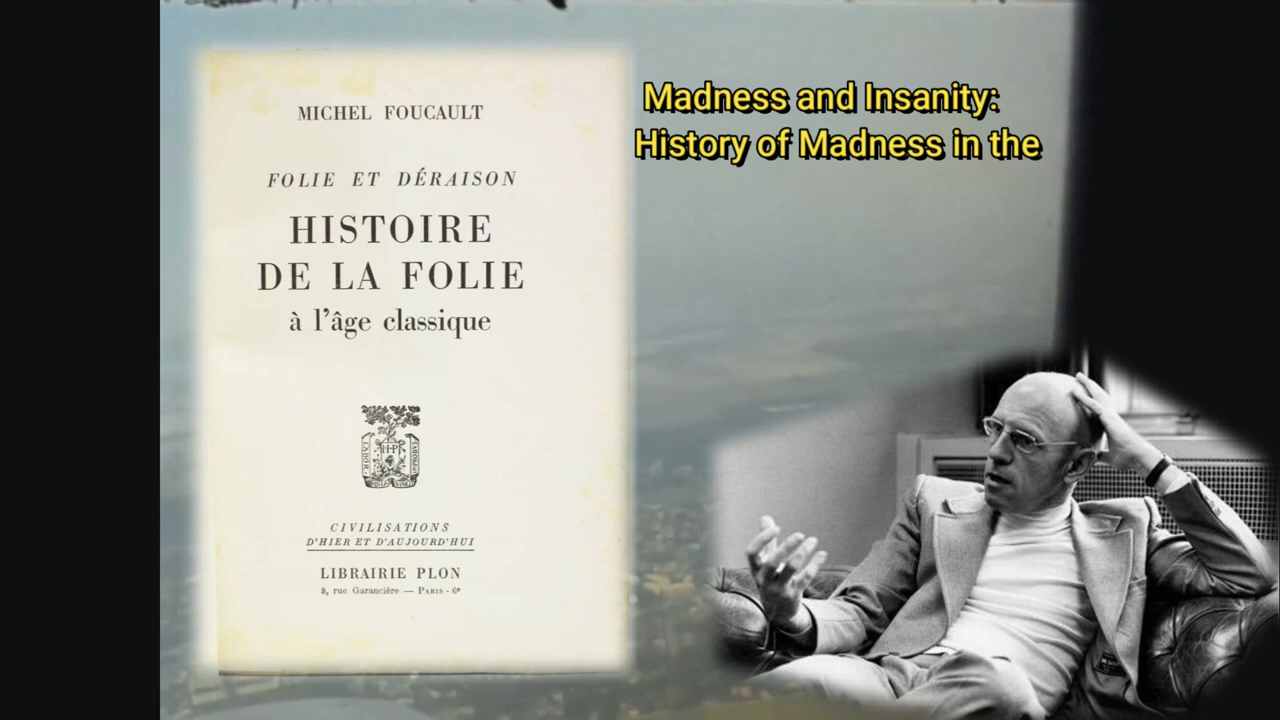 MICHEL FOUCAULT
FOLIE ET DÉRAISON
HISTOIRE
DE LA FOLIE
à l'âge classique
CIVILISATIONS
D'HIER ET D'AUJOURD'HUI
LIBRAIRIE PLON
8, rue Garancière — PARIS - 6e
Madness and Insanity:
History of Madness in the